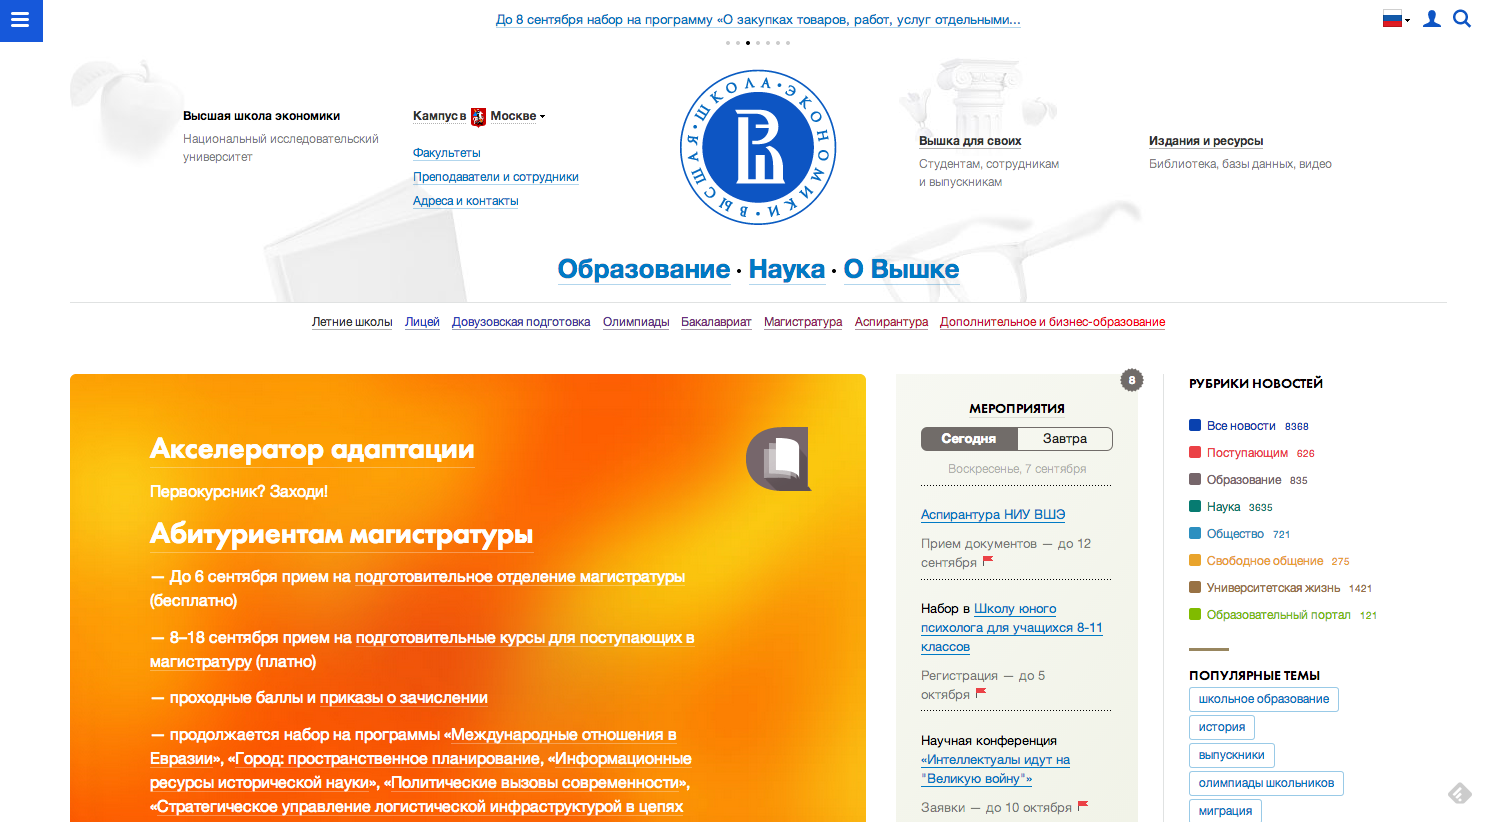 До 8 сентября набор на программу «О закупках товаров, работ, услуг отдельными...
Высшая школа экономики
Национальный исследовательский
университет
Кампус в Москве
Факультеты
Преподаватели и сотрудники
Адреса и контакты
ВЫСШАЯ • ШКОЛА • ЭКОНОМИКИ
Вышка для своих
Студентам, сотрудникам
и выпускникам
Издания и ресурсы
Библиотека, базы данных, видео
Образование · Наука · О Вышке
Летние школы Лицей Довузовская подготовка Олимпиады Бакалавриат Магистратура Аспирантура Дополнительное и бизнес-образование
Акселератор адаптации
Первокурсник? Заходи!
Абитуриентам магистратуры
— До 6 сентября прием на подготовительное отделение магистратуры
(бесплатно)
— 8–18 сентября прием на подготовительные курсы для поступающих в
магистратуру (платно)
— проходные баллы и приказы о зачислении
— продолжается набор на программы «Международные отношения в
Евразии», «Город: пространственное планирование, «Информационные
ресурсы исторической науки», «Политические вызовы современности»,
«Стратегическое управление логистической инфраструктурой в цепях
8
МЕРОПРИЯТИЯ
Сегодня Завтра
Воскресенье, 7 сентября
Аспирантура НИУ ВШЭ
Прием документов — до 12
сентября
Набор в Школу юного
психолога для учащихся 8-11
классов
Регистрация — до 5
октября
Научная конференция
«Интеллектуалы идут на
"Великую войну"»
Заявки — до 10 октября
РУБРИКИ НОВОСТЕЙ
Все новости 8368
Поступающим 626
Образование 835
Наука 3635
Общество 721
Свободное общение 275
Университетская жизнь 1421
Образовательный портал 121
ПОПУЛЯРНЫЕ ТЕМЫ
школьное образование
история
выпускники
олимпиады школьников
миграция